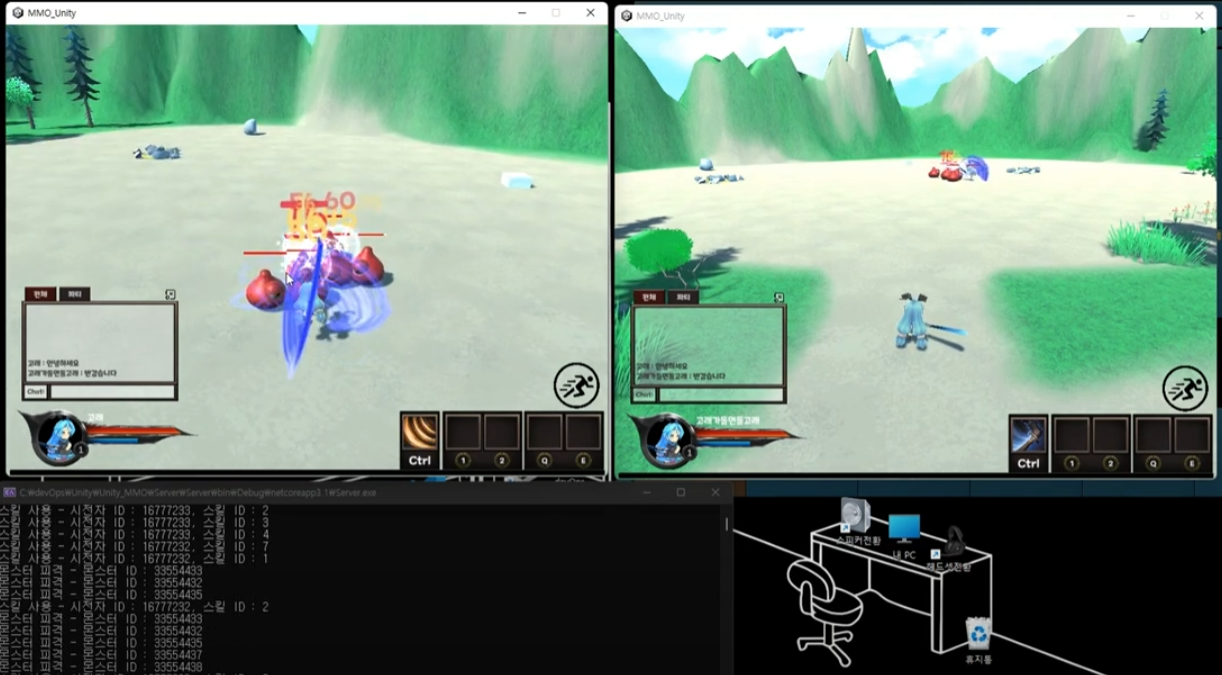 MMO_Unity
60
전체 파티
고래 : 안녕하세요
고래가들만듬고래 : 반갑습니다
Chat:
고래
1
Ctrl
1 2 Q E
MMO_Unity
전체 파티
고래 : 안녕하세요
고래가들만듬고래 : 반갑습니다
Chat:
고래가들만듬고래
1
Ctrl
1 2 Q E
C:₩devOps₩Unity₩Unity_MMO₩Server₩Server₩bin₩Debug₩netcoreapp3.1₩Server.exe
스킬 사용 - 시전자 ID : 16777233, 스킬 ID : 2
스킬 사용 - 시전자 ID : 16777233, 스킬 ID : 3
스킬 사용 - 시전자 ID : 16777233, 스킬 ID : 4
스킬 사용 - 시전자 ID : 16777232, 스킬 ID : 7
스킬 사용 - 시전자 ID : 16777232, 스킬 ID : 1
몬스터 피격 - 몬스터 ID : 33554433
몬스터 피격 - 몬스터 ID : 33554432
몬스터 피격 - 몬스터 ID : 33554435
스킬 사용 - 시전자 ID : 16777232, 스킬 ID : 2
몬스터 피격 - 몬스터 ID : 33554433
몬스터 피격 - 몬스터 ID : 33554432
몬스터 피격 - 몬스터 ID : 33554435
몬스터 피격 - 몬스터 ID : 33554437
몬스터 피격 - 몬스터 ID : 33554438
스피커전환
내 PC
헤드셋전환
휴지통